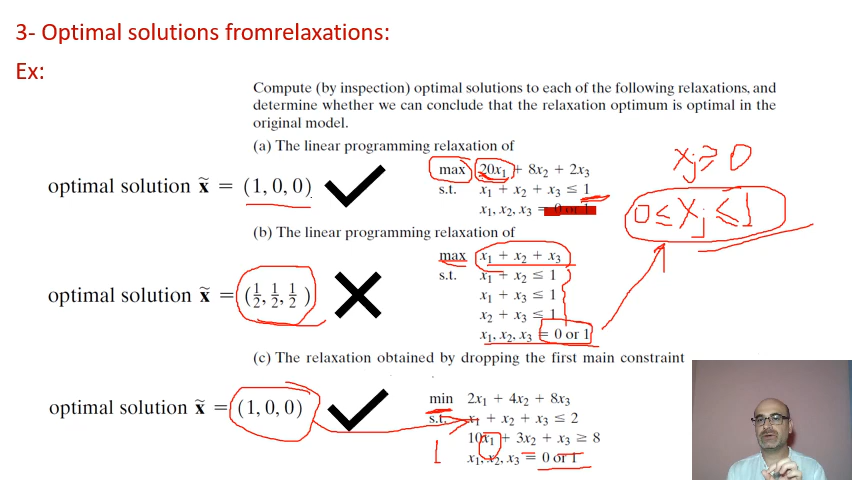 3- Optimal solutions fromrelaxations:
Ex:
Compute (by inspection) optimal solutions to each of the following relaxations, and
determine whether we can conclude that the relaxation optimum is optimal in the
original model.
(a) The linear programming relaxation of
max 20x₁ + 8x₂ + 2x₃
s.t. x₁ + x₂ + x₃ ≤ 1
x₁, x₂, x₃ = 0 or 1
optimal solution x̃ = (1, 0, 0)
xⱼ ≥ 0
0 ≤ xⱼ ≤ 1
(b) The linear programming relaxation of
max x₁ + x₂ + x₃
s.t. x₁ + x₂ ≤ 1
x₁ + x₃ ≤ 1
x₂ + x₃ ≤ 1
x₁, x₂, x₃ = 0 or 1
optimal solution x̃ = (1/2, 1/2, 1/2)
(c) The relaxation obtained by dropping the first main constraint
min 2x₁ + 4x₂ + 8x₃
s.t. x₁ + x₂ + x₃ ≤ 2
10x₁ + 3x₂ + x₃ ≥ 8
x₁, x₂, x₃ = 0 or 1
optimal solution x̃ = (1, 0, 0)
1